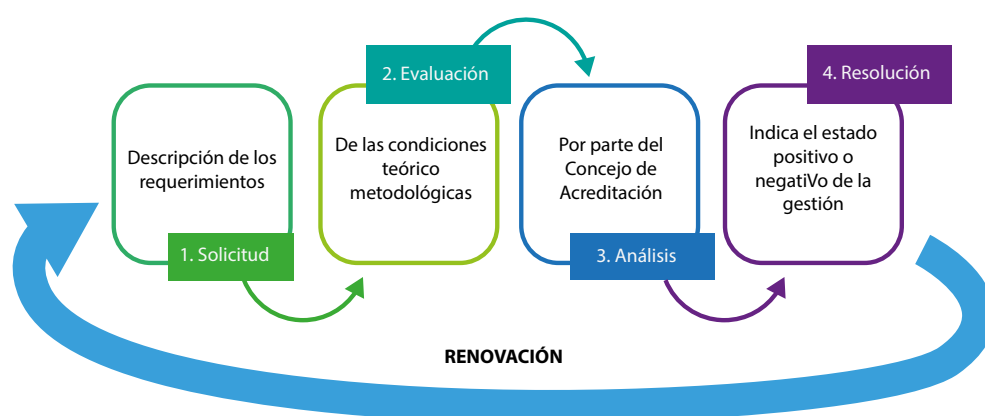 Descripción de los
requerimientos
1. Solicitud
2. Evaluación
De las condiciones
teórico
metodológicas
Por parte del
Concejo de
Acreditación
3. Análisis
4. Resolución
Indica el estado
positivo o
negatiVo de la
gestión
RENOVACIÓN